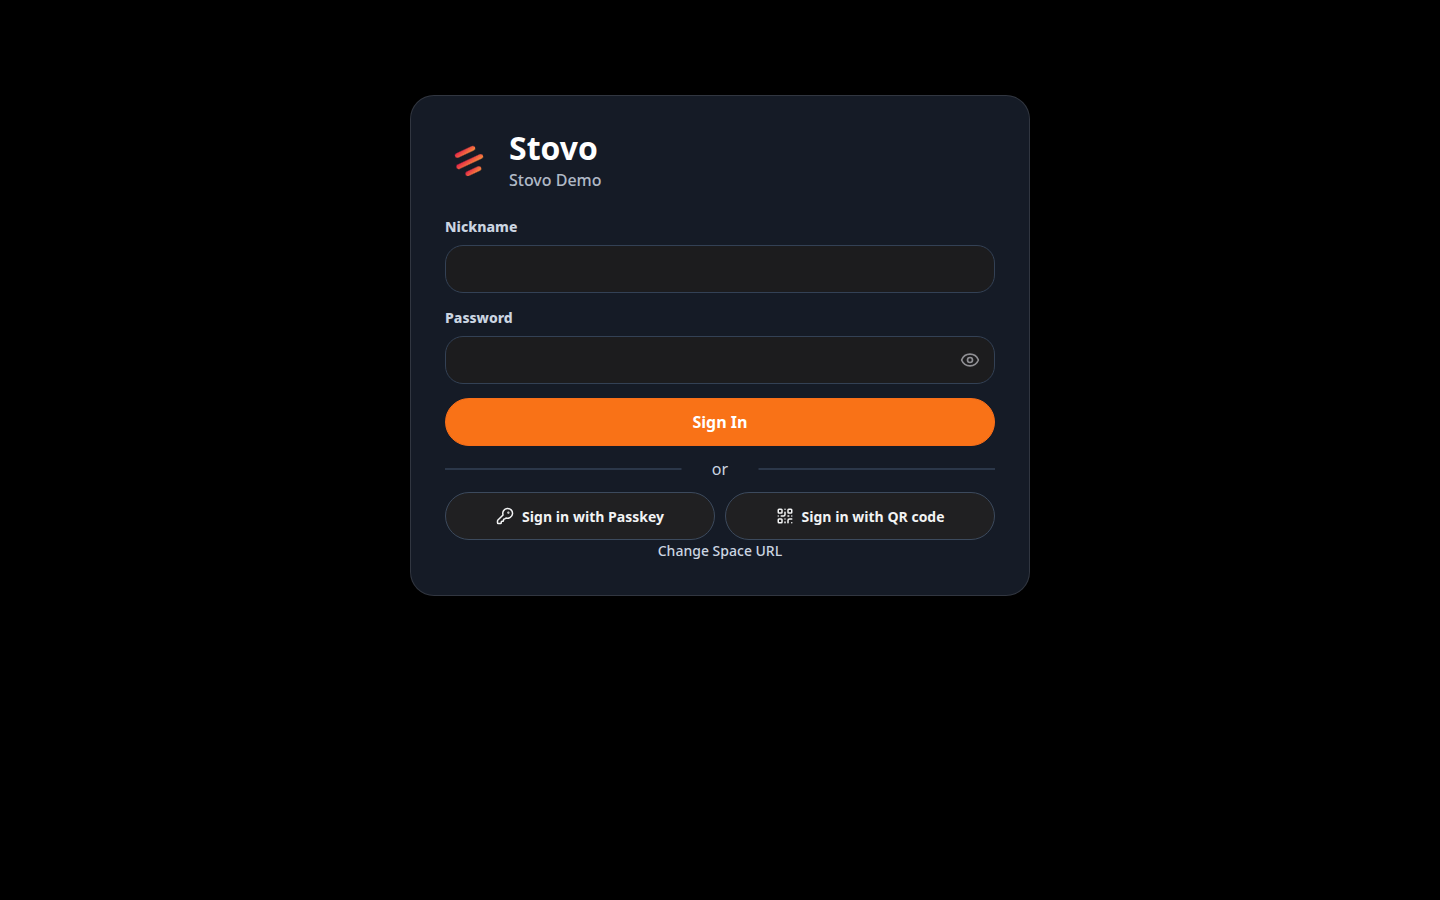 Stovo
Stovo Demo
Nickname
Password
Sign In
or
Sign in with Passkey
Sign in with QR code
Change Space URL